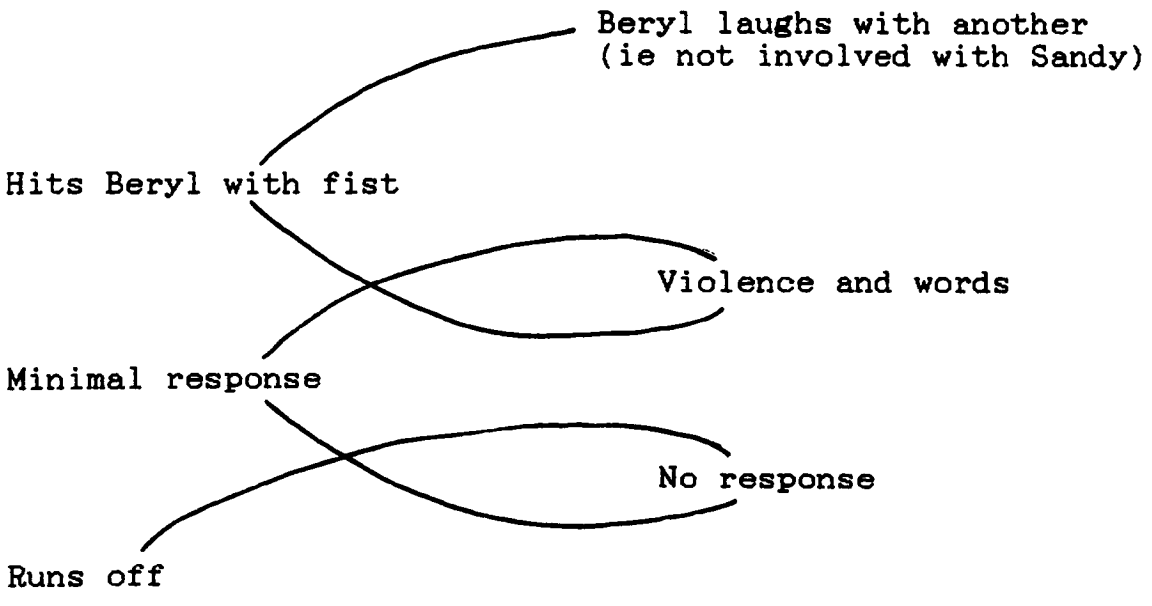 Beryl laughs with another
(ie not involved with Sandy)
Hits Beryl with fist
Violence and words
Minimal response
No response
Runs off